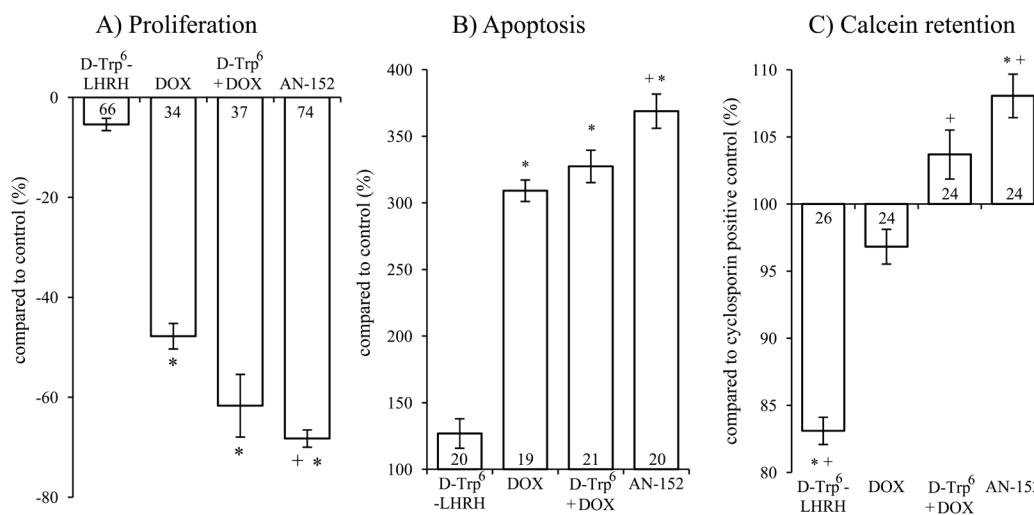 A) Proliferation
D-Trp⁶-
LHRH
DOX
D-Trp⁶
+DOX
AN-152
0
-20
-40
-60
-80
compared to control (%)
66
34
37
74
*
*
+ *
B) Apoptosis
400
350
300
250
200
150
100
compared to control (%)
*
*
+ *
20
19
21
20
D-Trp⁶
-LHRH
DOX
D-Trp⁶
+DOX
AN-152
C) Calcein retention
110
105
100
95
90
85
80
compared to cyclosporin positive control (%)
* +
+
26
24
24
24
* +
D-Trp⁶-
LHRH
DOX
D-Trp⁶
+DOX
AN-152